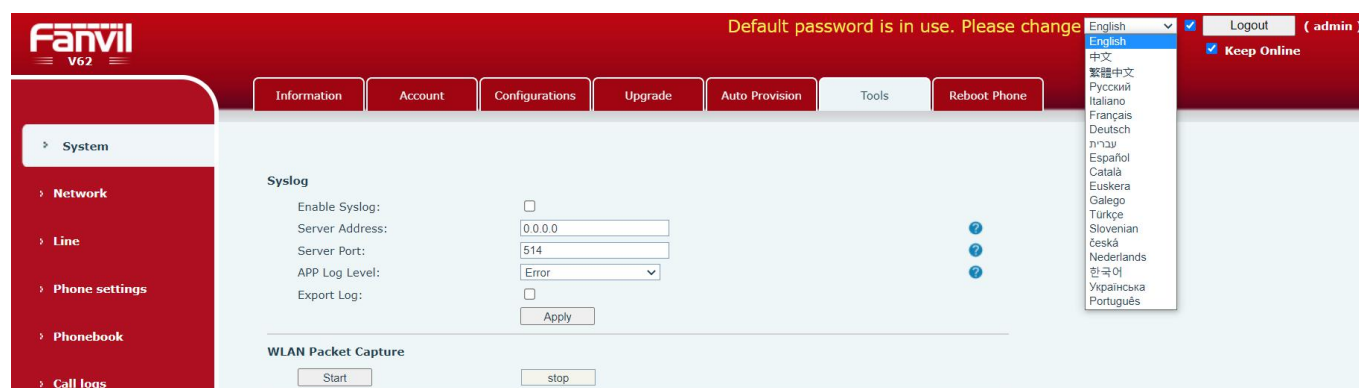 Fanvil
V62
Default password is in use. Please change
English
Logout
( admin )
Keep Online
English
中文
繁體中文
Русский
Italiano
Français
Deutsch
עברית
Español
Català
Euskera
Galego
Türkçe
Slovenian
česká
Nederlands
한국어
Українська
Português
Information
Account
Configurations
Upgrade
Auto Provision
Tools
Reboot Phone
System
Network
Line
Phone settings
Phonebook
Call logs
Syslog
Enable Syslog:
Server Address: 0.0.0.0
Server Port: 514
APP Log Level: Error
Export Log:
Apply
WLAN Packet Capture
Start stop